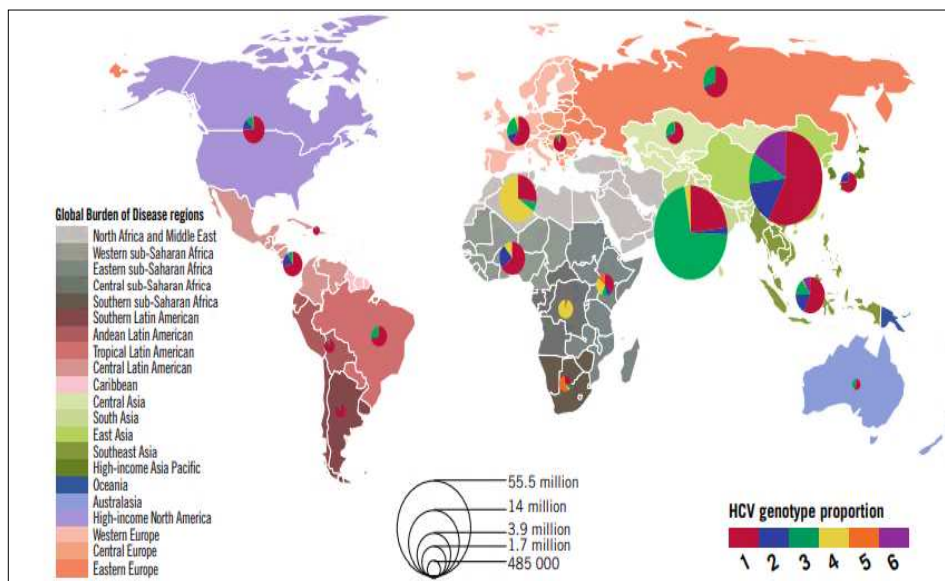 Global Burden of Disease regions
North Africa and Middle East
Western sub-Saharan Africa
Eastern sub-Saharan Africa
Central sub-Saharan Africa
Southern sub-Saharan Africa
Southern Latin American
Andean Latin American
Tropical Latin American
Central Latin American
Caribbean
Central Asia
South Asia
East Asia
Southeast Asia
High-income Asia Pacific
Oceania
Australasia
High-income North America
Western Europe
Central Europe
Eastern Europe
55.5 million
14 million
3.9 million
1.7 million
485 000
HCV genotype proportion
1 2 3 4 5 6